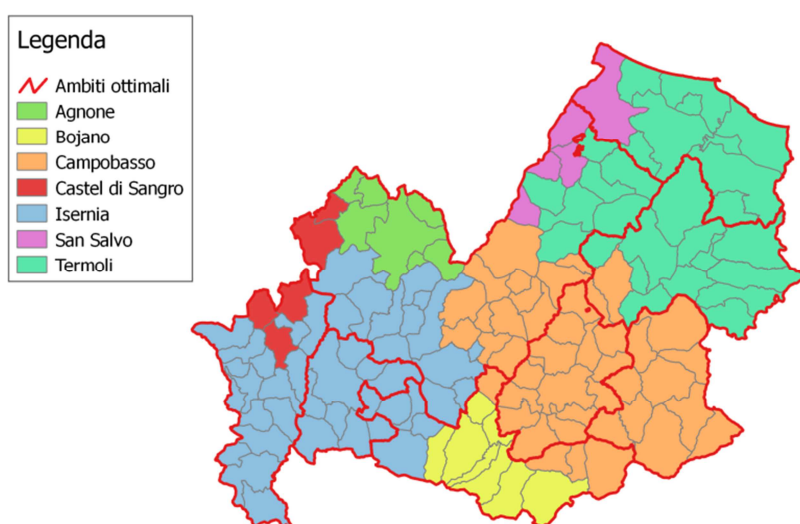 Legenda
Ambiti ottimali
Agnone
Bojano
Campobasso
Castel di Sangro
Isernia
San Salvo
Termoli